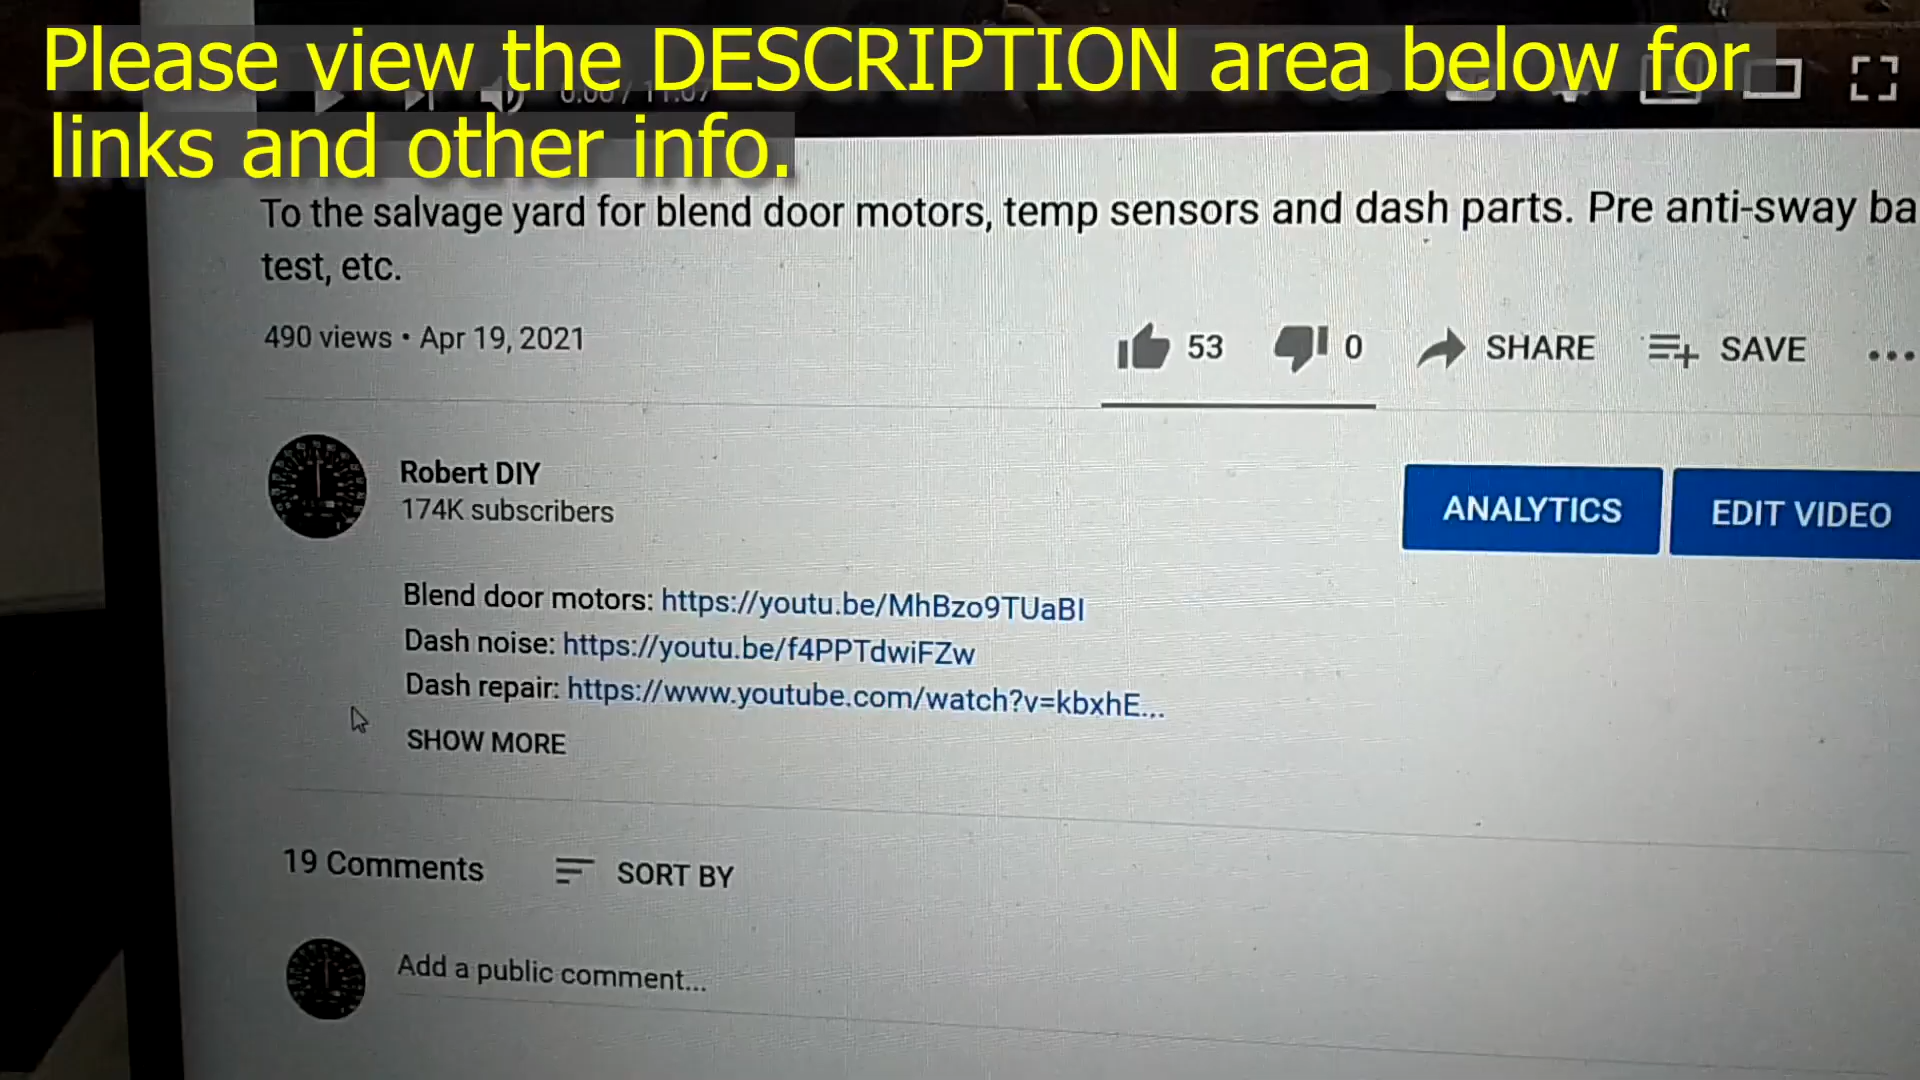 Please view the DESCRIPTION area below for
links and other info.
To the salvage yard for blend door motors, temp sensors and dash parts. Pre anti-sway ba
test, etc.
490 views • Apr 19, 2021
53 0 SHARE SAVE
Robert DIY
174K subscribers
ANALYTICS EDIT VIDEO
Blend door motors: https://youtu.be/MhBzo9TUaBI
Dash noise: https://youtu.be/f4PPTdwiFZw
Dash repair: https://www.youtube.com/watch?v=kbxhE...
SHOW MORE
19 Comments SORT BY
Add a public comment...